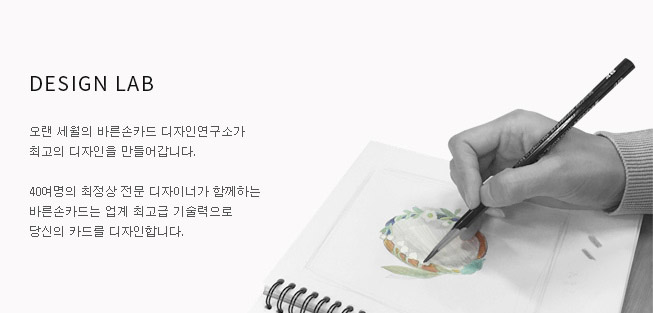 DESIGN LAB
오랜 세월의 바른손카드 디자인연구소가
최고의 디자인을 만들어갑니다.
40여명의 최정상 전문 디자이너가 함께하는
바른손카드는 업계 최고급 기술력으로
당신의 카드를 디자인합니다.